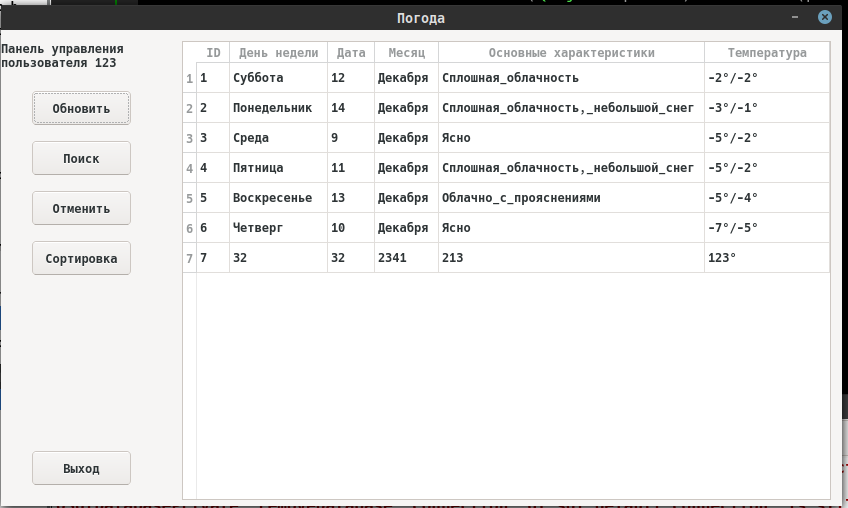 Погода
Панель управления
пользователя 123
Обновить
Поиск
Отменить
Сортировка
Выход
ID День недели Дата Месяц Основные характеристики Температура
1 1 Суббота 12 Декабря Сплошная_облачность -2°/-2°
2 2 Понедельник 14 Декабря Сплошная_облачность,_небольшой_снег -3°/-1°
3 3 Среда 9 Декабря Ясно -5°/-2°
4 4 Пятница 11 Декабря Сплошная_облачность,_небольшой_снег -5°/-2°
5 5 Воскресенье 13 Декабря Облачно_с_прояснениями -5°/-4°
6 6 Четверг 10 Декабря Ясно -7°/-5°
7 7 32 32 2341 213 123°